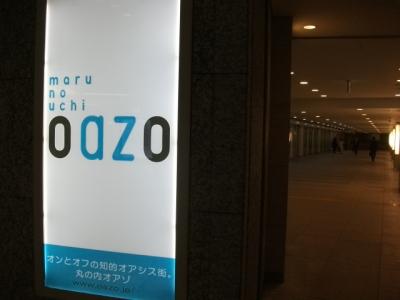 maru
no
uchi
oazo
オンとオフの知的オアシス街。
丸の内オアゾ
www.oazo.jp/